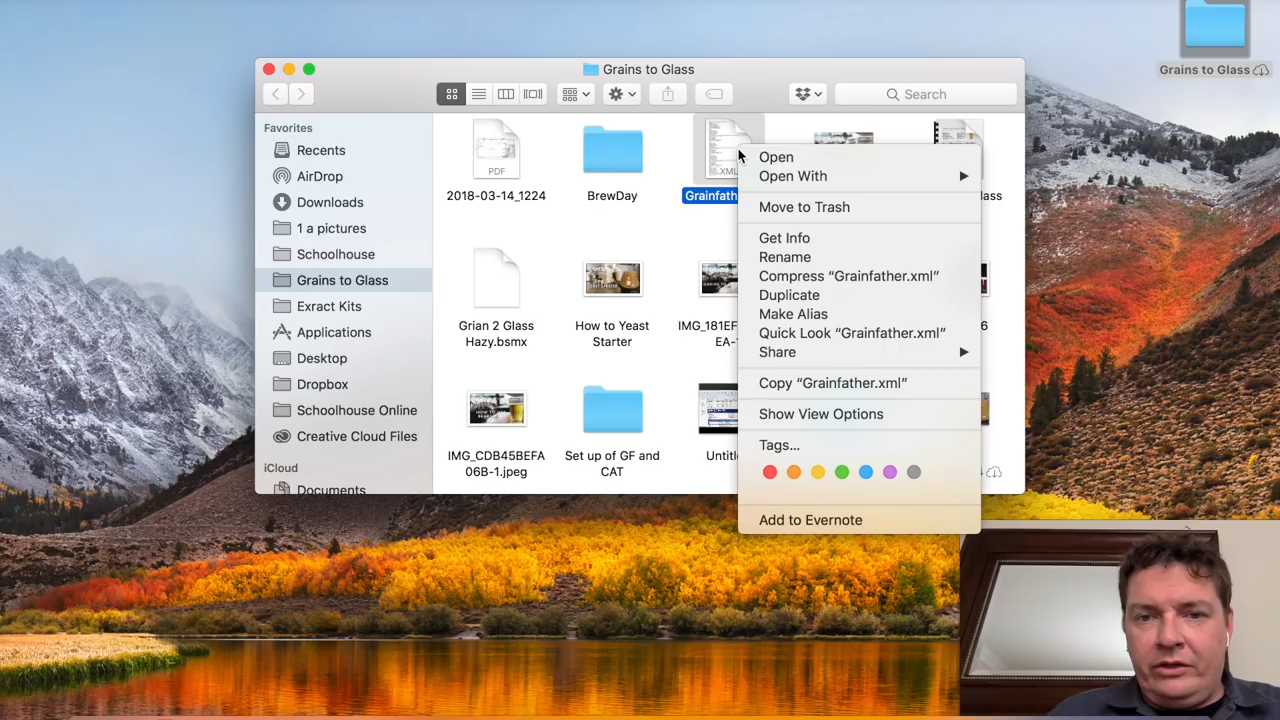 Grains to Glass
Grains to Glass
Search
Favorites
Recents
AirDrop
Downloads
1 a pictures
Schoolhouse
Grains to Glass
Exract Kits
Applications
Desktop
Dropbox
Schoolhouse Online
Creative Cloud Files
iCloud
Documents
PDF
2018-03-14_1224
BrewDay
XML
Grainfath
lass
Grian 2 Glass
Hazy.bsmx
How to Yeast
Starter
IMG_181EF
EA-1
6
IMG_CDB45BEFA
06B-1.jpeg
Set up of GF and
CAT
Untitl
Open
Open With
Move to Trash
Get Info
Rename
Compress “Grainfather.xml”
Duplicate
Make Alias
Quick Look “Grainfather.xml”
Share
Copy “Grainfather.xml”
Show View Options
Tags...
Add to Evernote